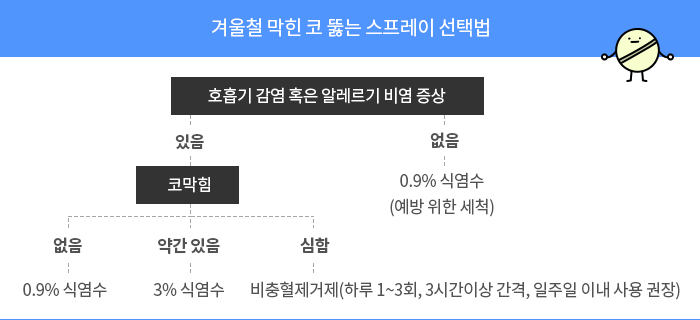 겨울철 막힌 코 뚫는 스프레이 선택법
호흡기 감염 혹은 알레르기 비염 증상
있음
없음
코막힘
0.9% 식염수
(예방 위한 세척)
없음
약간 있음
심함
0.9% 식염수
3% 식염수
비충혈제거제(하루 1~3회, 3시간이상 간격, 일주일 이내 사용 권장)